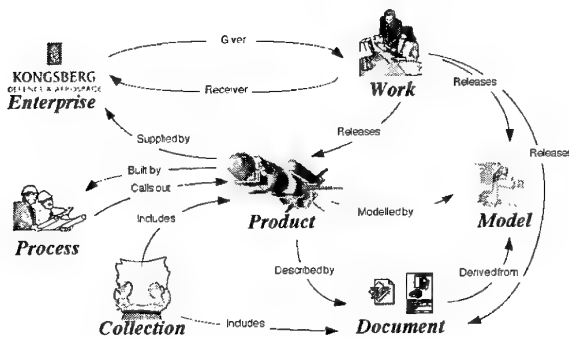 Giver
KONGSBERG
DEFENCE & AEROSPACE
Enterprise
Receiver
Work
Releases
Supplied by
Releases
Releases
Built by
Calls out
Product
Modelled by
Model
Process
Includes
Described by
Derived from
Collection
Includes
Document